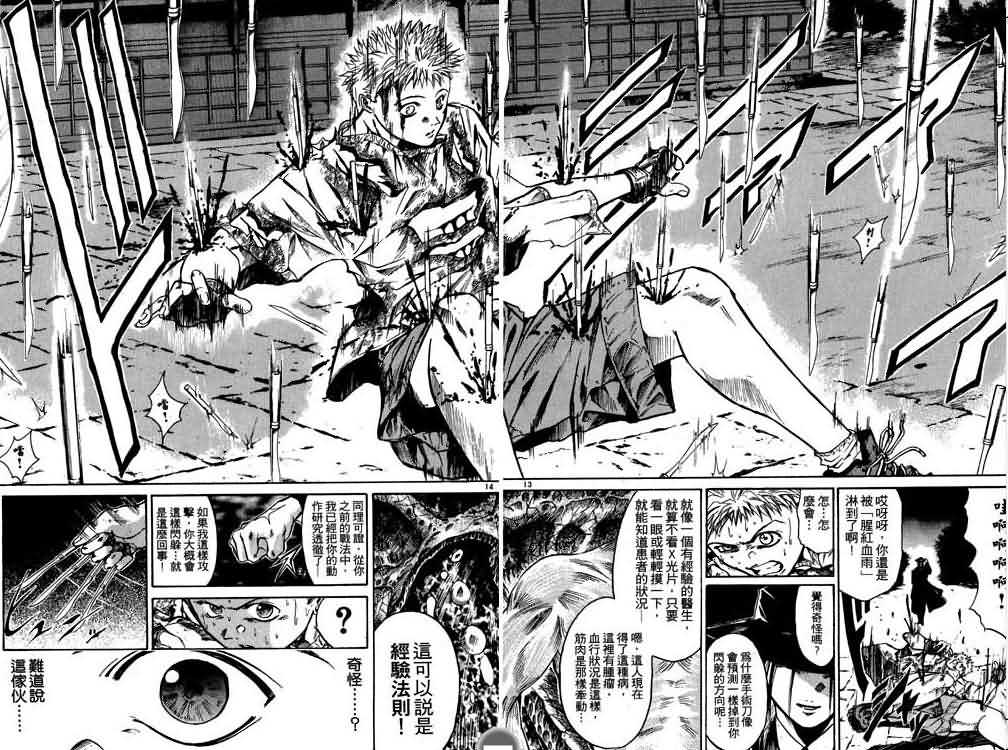 哎呀呀,你還是
被「腥紅血雨」
淋到了啊!
怎…怎
麼會…
覺得奇怪嗎?
為什麼手術刀像
會預測一樣掉到你
閃躲的方向呢…
就像一個有經驗的醫生,
就算不看X光片,只要
看一眼或輕輕摸一下,
就能知道患者的狀況—
嗯,這人現在
得了這種病,
這裡有腫瘤,
血行狀況是這樣,
筋肉是那樣牽動…
13
14
這可以說是
經驗法則!
同理可證,從你
之前的戰法中,
我已經把你的動
作研究透徹了!
如果我這樣攻
擊,你大概會
這樣閃躲…就
是這麼回事!
?
奇怪…?
難道說
這傢伙……